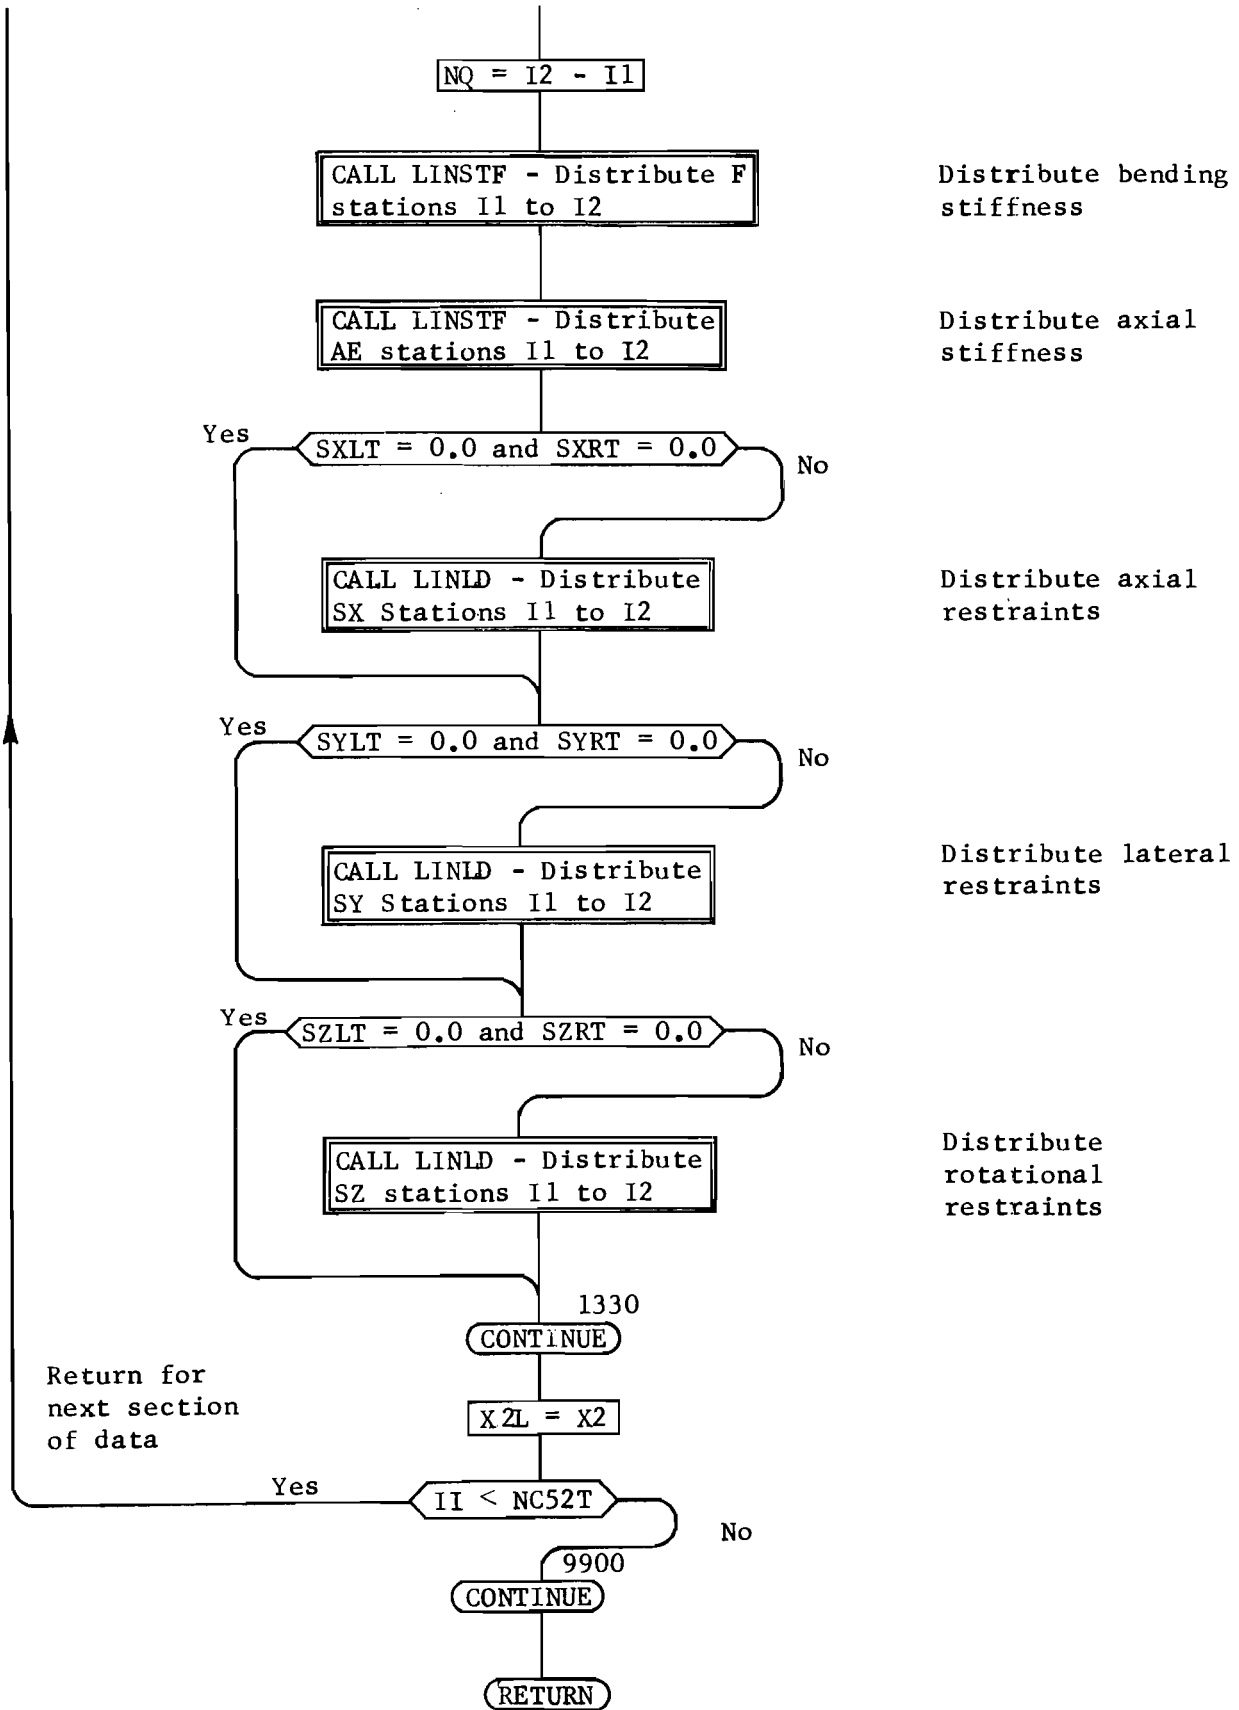 NQ = I2 - I1
CALL LINSTF - Distribute F
stations I1 to I2
Distribute bending
stiffness
CALL LINSTF - Distribute
AE stations I1 to I2
Distribute axial
stiffness
Yes
SXLT = 0.0 and SXRT = 0.0
No
CALL LINLD - Distribute
SX Stations I1 to I2
Distribute axial
restraints
Yes
SYLT = 0.0 and SYRT = 0.0
No
CALL LINLD - Distribute
SY Stations I1 to I2
Distribute lateral
restraints
Yes
SZLT = 0.0 and SZRT = 0.0
No
CALL LINLD - Distribute
SZ stations I1 to I2
Distribute
rotational
restraints
1330
CONTINUE
Return for
next section
of data
X2L = X2
Yes
II < NC52T
No
9900
CONTINUE
RETURN